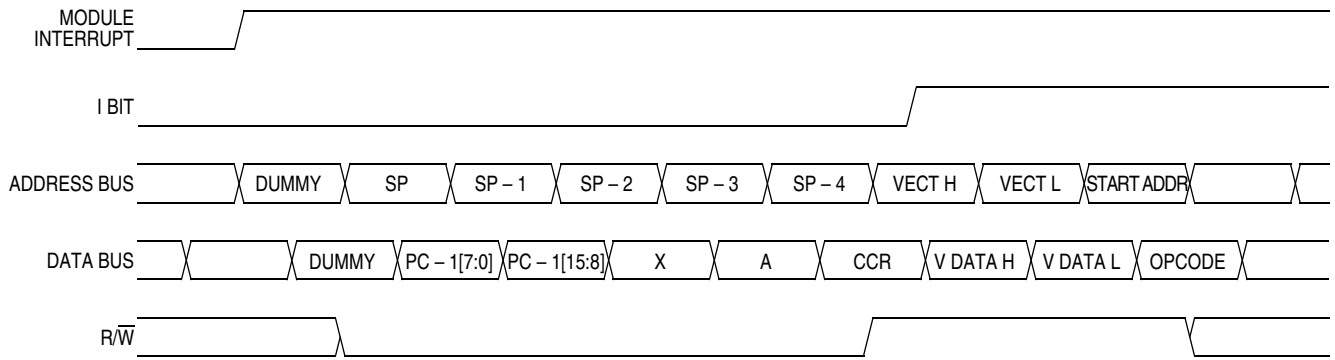 MODULE
INTERRUPT
I BIT
ADDRESS BUS DUMMY SP SP – 1 SP – 2 SP – 3 SP – 4 VECT H VECT L START ADDR
DATA BUS DUMMY PC – 1[7:0] PC – 1[15:8] X A CCR V DATA H V DATA L OPCODE
R/W̅